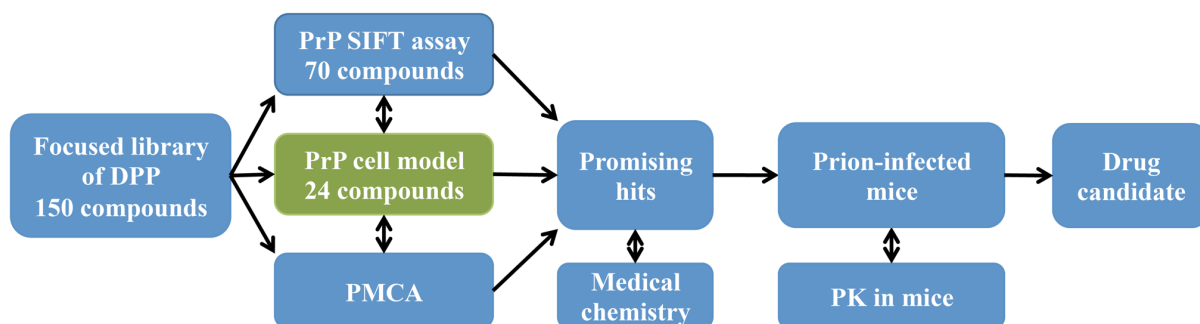 Focused library
of DPP
150 compounds
PrP SIFT assay
70 compounds
PrP cell model
24 compounds
PMCA
Promising
hits
Medical
chemistry
Prion-infected
mice
PK in mice
Drug
candidate